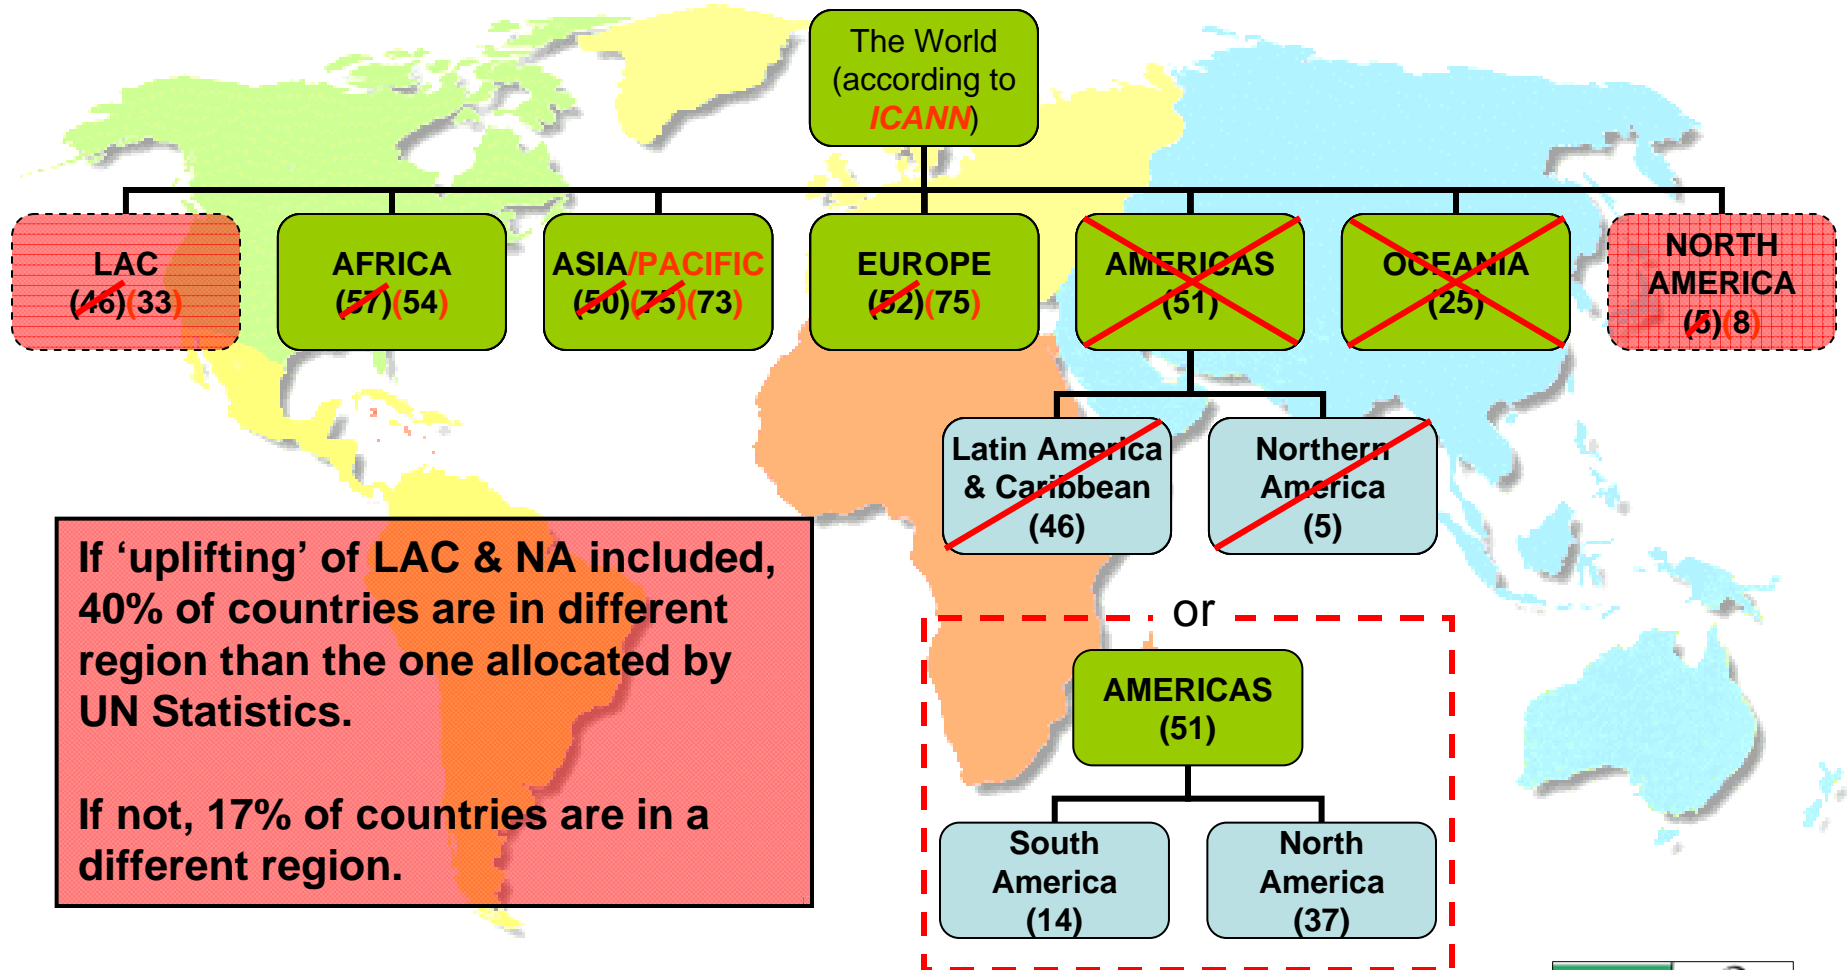 The World
(according to
ICANN)
LAC
(46)(33)
AFRICA
(57)(54)
ASIA/PACIFIC
(50)(75)(73)
EUROPE
(52)(75)
AMERICAS
(51)
OCEANIA
(25)
NORTH
AMERICA
(5)(8)
Latin America
& Caribbean
(46)
Northern
America
(5)
If ‘uplifting’ of LAC & NA included,
40% of countries are in different
region than the one allocated by
UN Statistics.
If not, 17% of countries are in a
different region.
or
AMERICAS
(51)
South
America
(14)
North
America
(37)